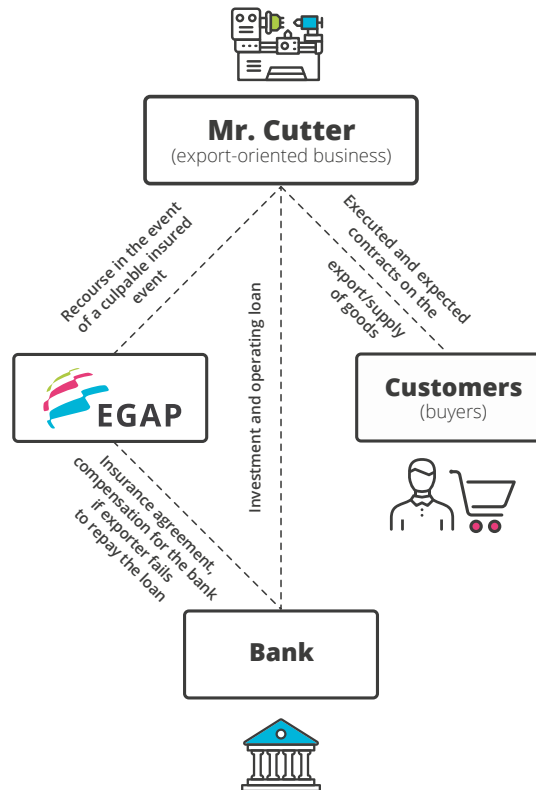 Mr. Cutter
(export-oriented business)
Recourse in the event
of a culpable insured
event
Investment and operating loan
Executed and expected
contracts on the
export/supply
of goods
EGAP
Customers
(buyers)
Insurance agreement,
compensation for the bank
if exporter fails
to repay the loan
Bank